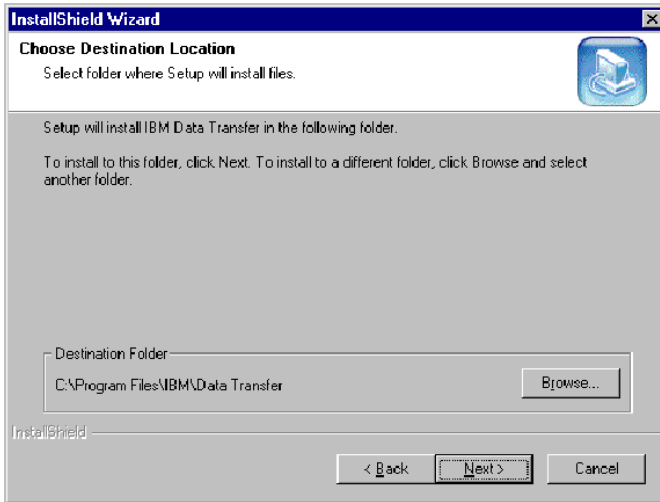 InstallShield Wizard
Choose Destination Location
Select folder where Setup will install files.
Setup will install IBM Data Transfer in the following folder.
To install to this folder, click Next. To install to a different folder, click Browse and select
another folder.
Destination Folder
C:\Program Files\IBM\Data Transfer
Browse...
InstallShield
< Back
Next >
Cancel